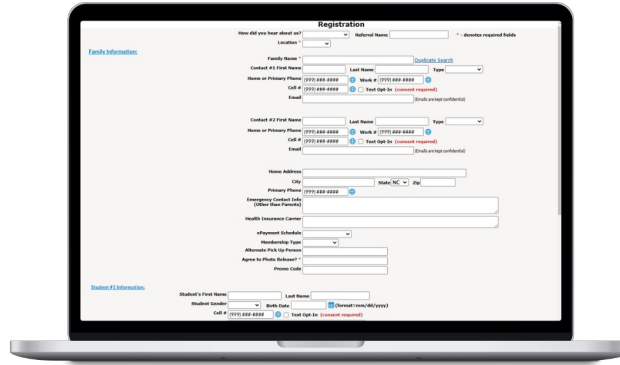 Registration
How did you hear about us? Referral Name * - denotes required fields
Location *
Family Information:
Family Name * Duplicate Search
Contact #1 First Name Last Name Type
Home or Primary Phone (999) ###-#### Work # (999) ###-####
Cell # (999) ###-#### Text Opt-In (consent required)
Email (Emails are kept confidential)
Contact #2 First Name Last Name Type
Home or Primary Phone (999) ###-#### Work # (999) ###-####
Cell # (999) ###-#### Text Opt-In (consent required)
Email (Emails are kept confidential)
Home Address
City State NC Zip
Primary Phone (999) ###-####
Emergency Contact Info
(Other than Parents)
Health Insurance Carrier
ePayment Schedule
Membership Type
Alternate Pick Up Person
Agree to Photo Release? *
Promo Code
Student #1 Information:
Student's First Name Last Name
Student Gender Birth Date (format=mm/dd/yyyy)
Cell # (999) ###-#### Text Opt-In (consent required)